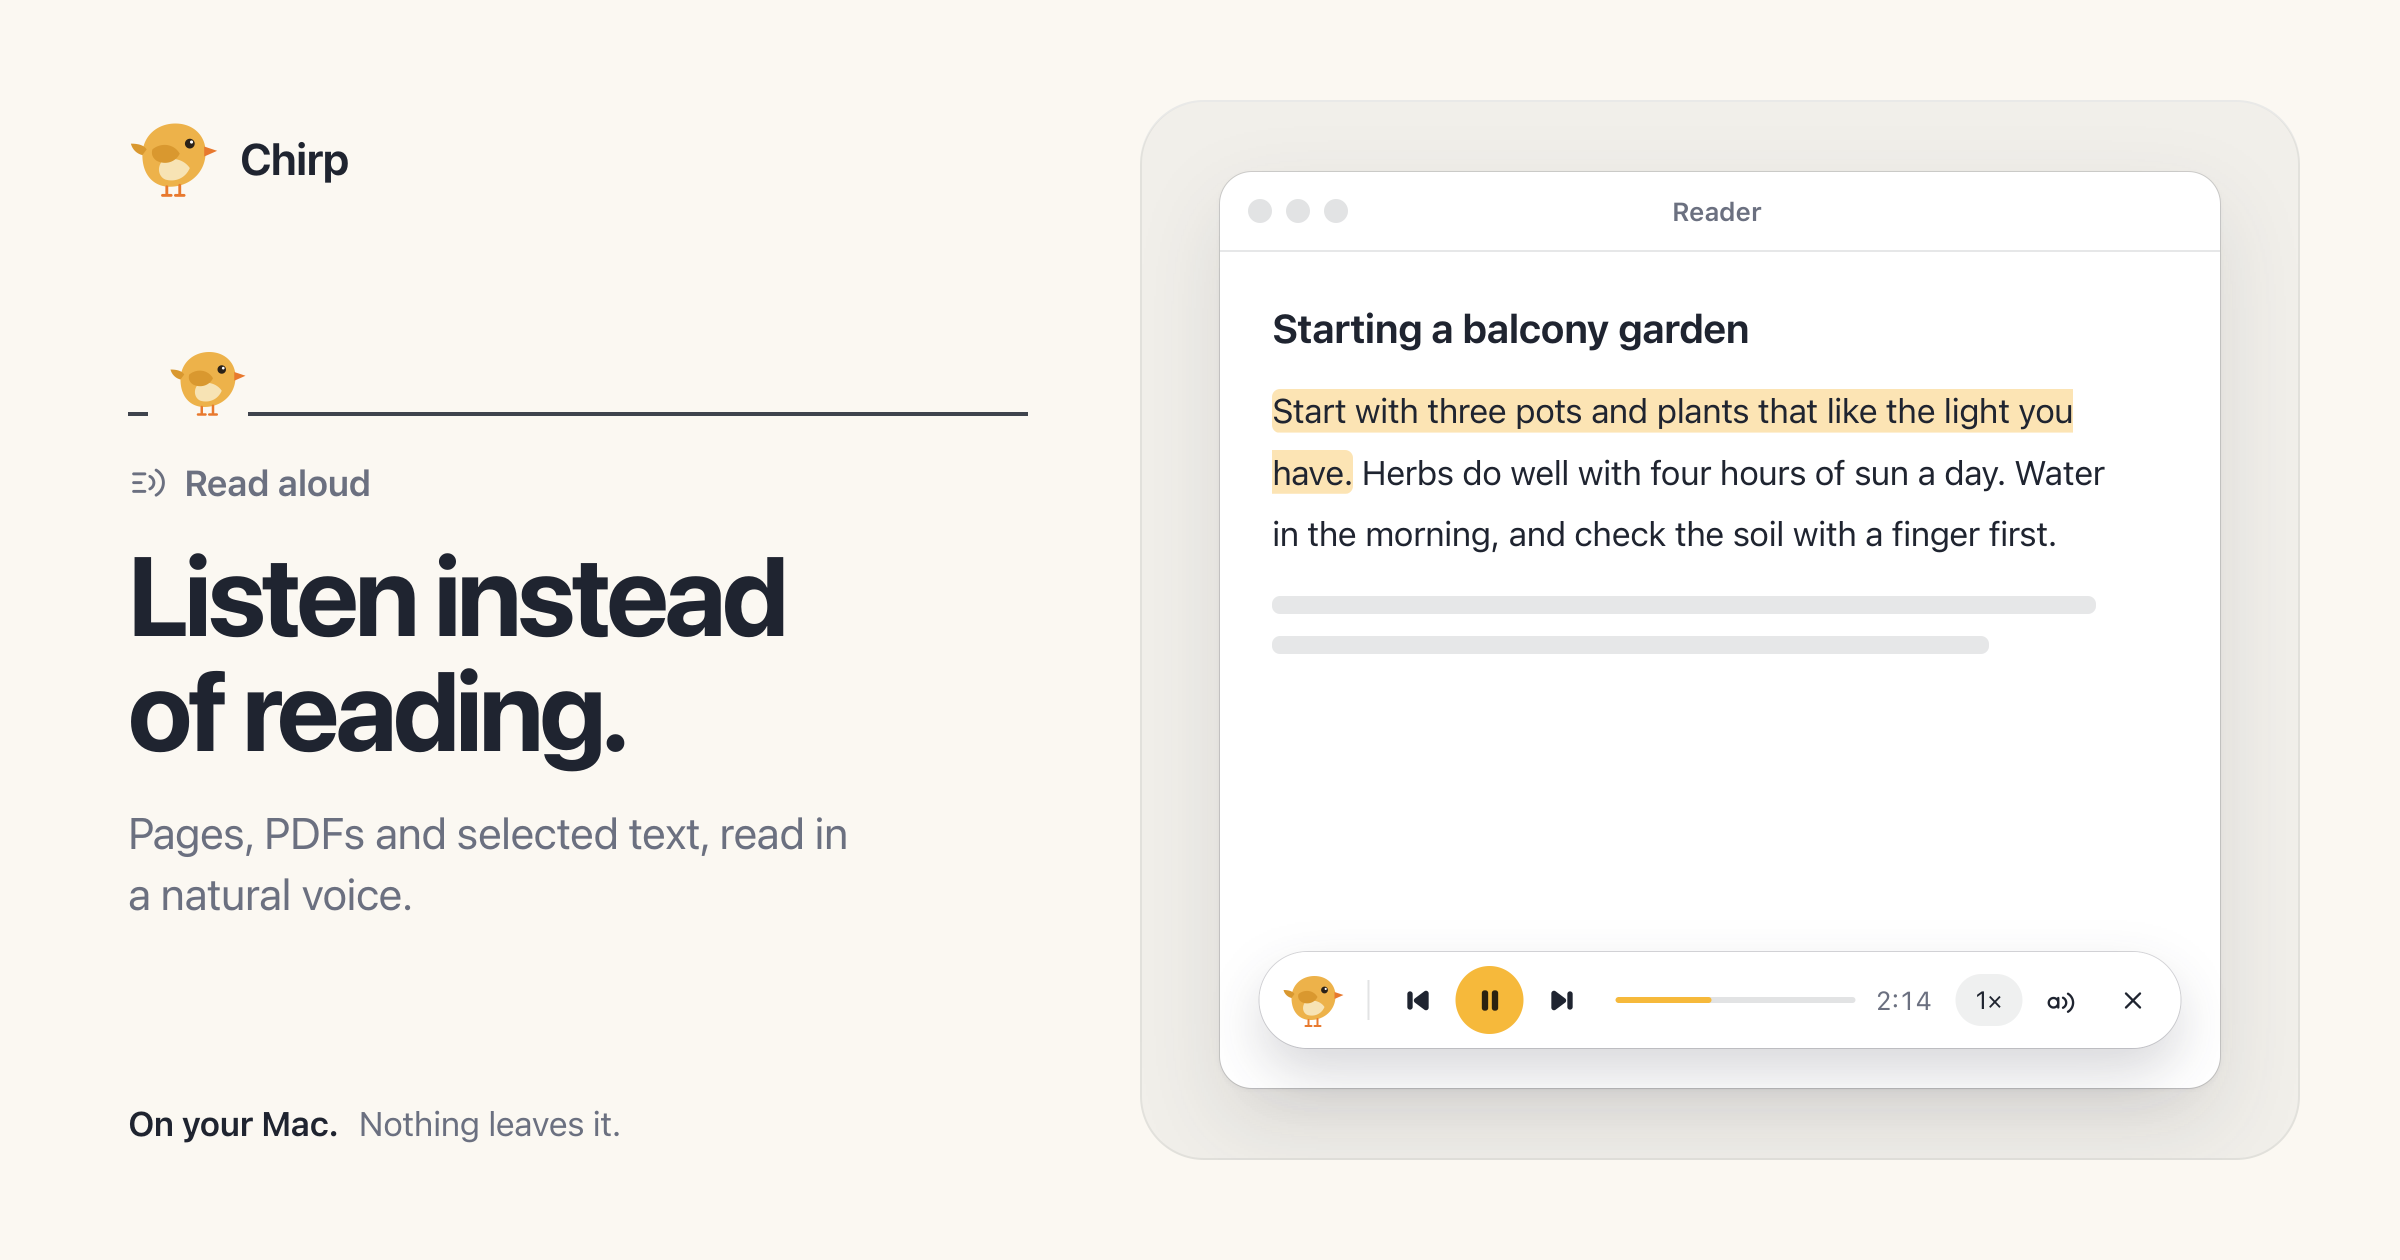 Chirp
Read aloud
Listen instead
of reading.
Pages, PDFs and selected text, read in
a natural voice.
On your Mac. Nothing leaves it.
Reader
Starting a balcony garden
Start with three pots and plants that like the light you
have. Herbs do well with four hours of sun a day. Water
in the morning, and check the soil with a finger first.
2:14 1× a